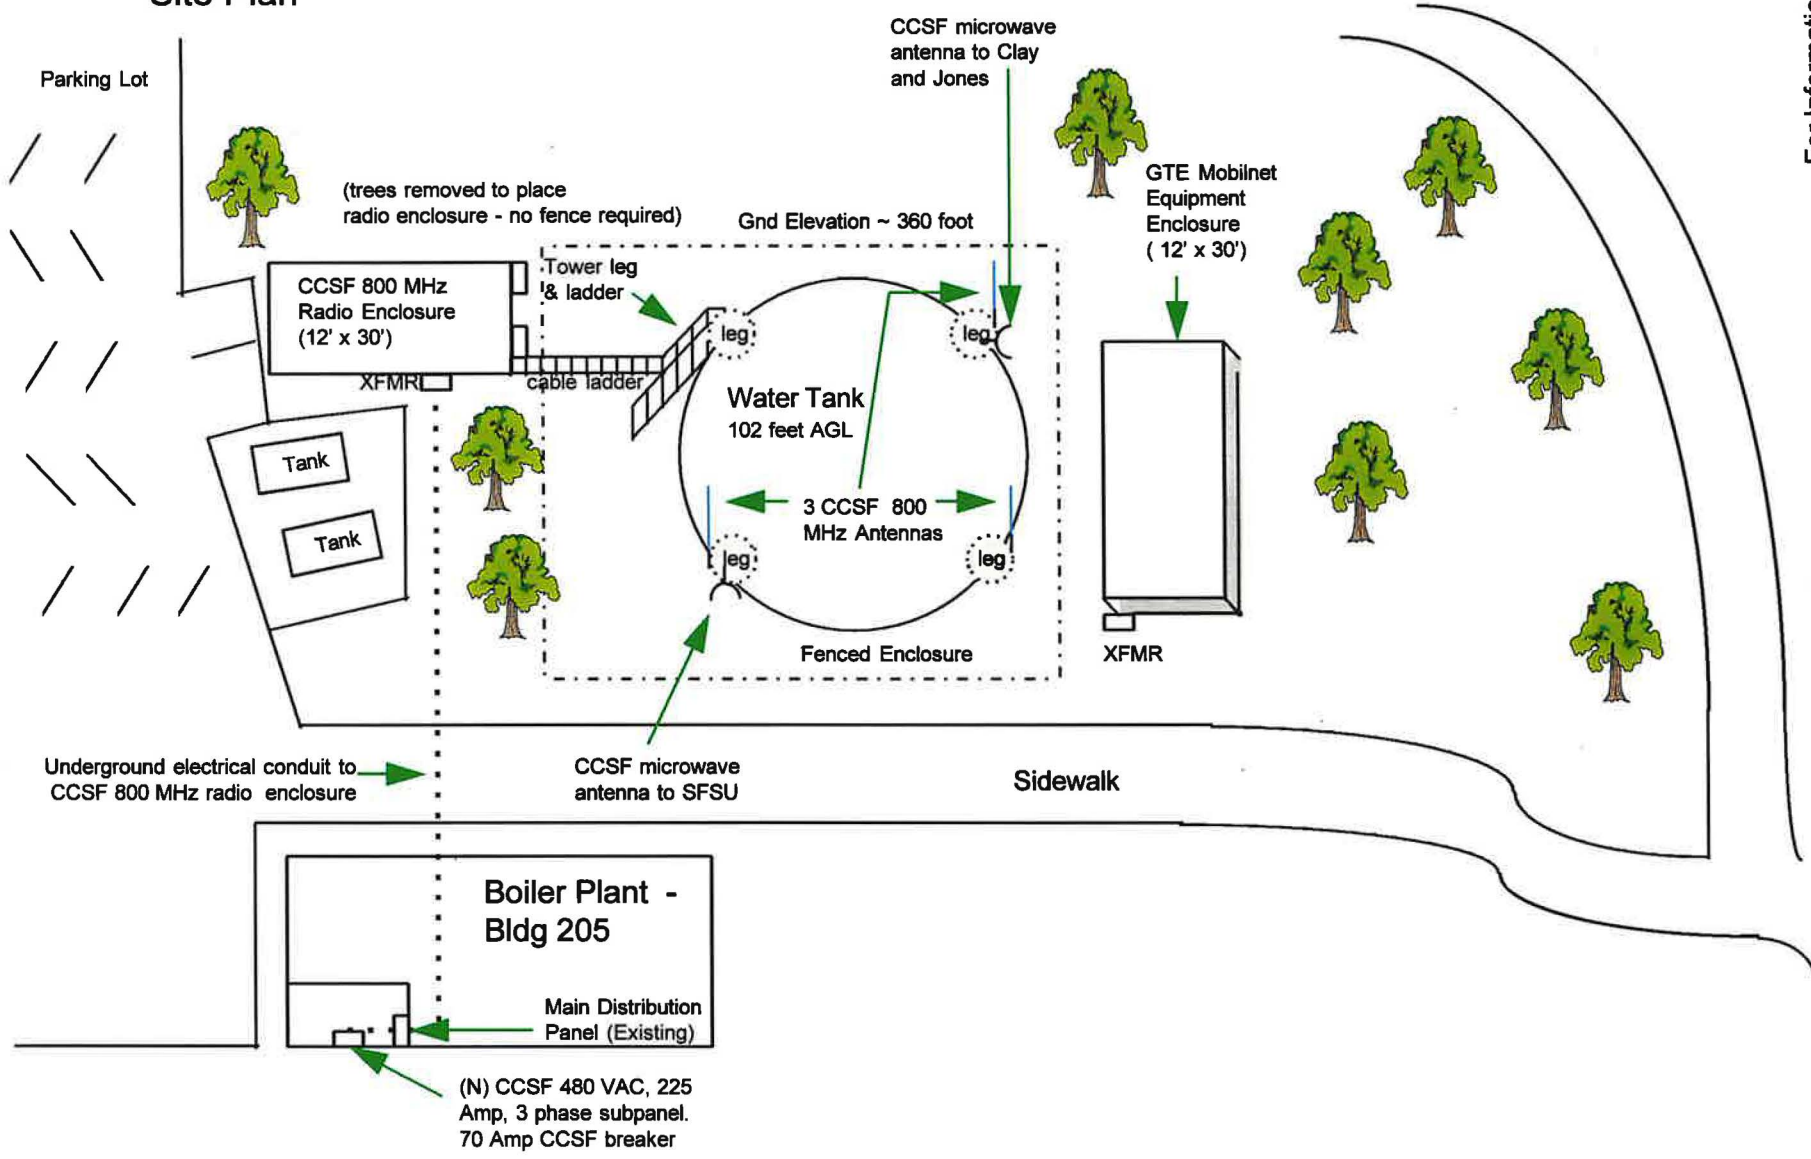 Site Plan
Parking Lot
CCSF microwave
antenna to Clay
and Jones
(trees removed to place
radio enclosure - no fence required)
Gnd Elevation ~ 360 foot
GTE Mobilnet
Equipment
Enclosure
( 12' x 30')
CCSF 800 MHz
Radio Enclosure
(12' x 30')
Tower leg
& ladder
leg
leg
XFMR
cable ladder
Water Tank
102 feet AGL
Tank
Tank
3 CCSF 800
MHz Antennas
leg
leg
Fenced Enclosure
XFMR
Underground electrical conduit to
CCSF 800 MHz radio enclosure
CCSF microwave
antenna to SFSU
Sidewalk
Boiler Plant -
Bldg 205
Main Distribution
Panel (Existing)
(N) CCSF 480 VAC, 225
Amp, 3 phase subpanel.
70 Amp CCSF breaker